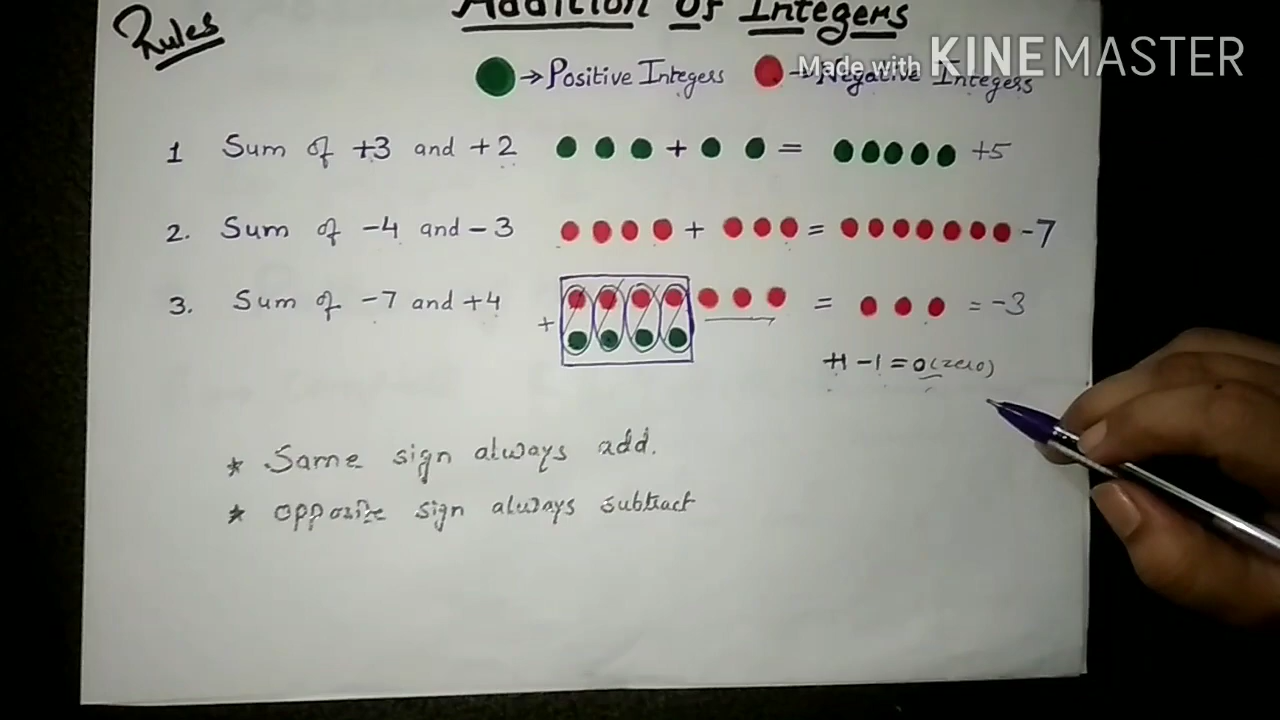 Rules
Addition Of Integers
Made with KINEMASTER
→Positive Integers →Negative Integers
1 Sum of +3 and +2 + = +5
2. Sum of -4 and -3 + = -7
3. Sum of -7 and +4 + = = -3
+1 -1 = 0 (zero)
* Same sign always add.
* opposite sign always subtract